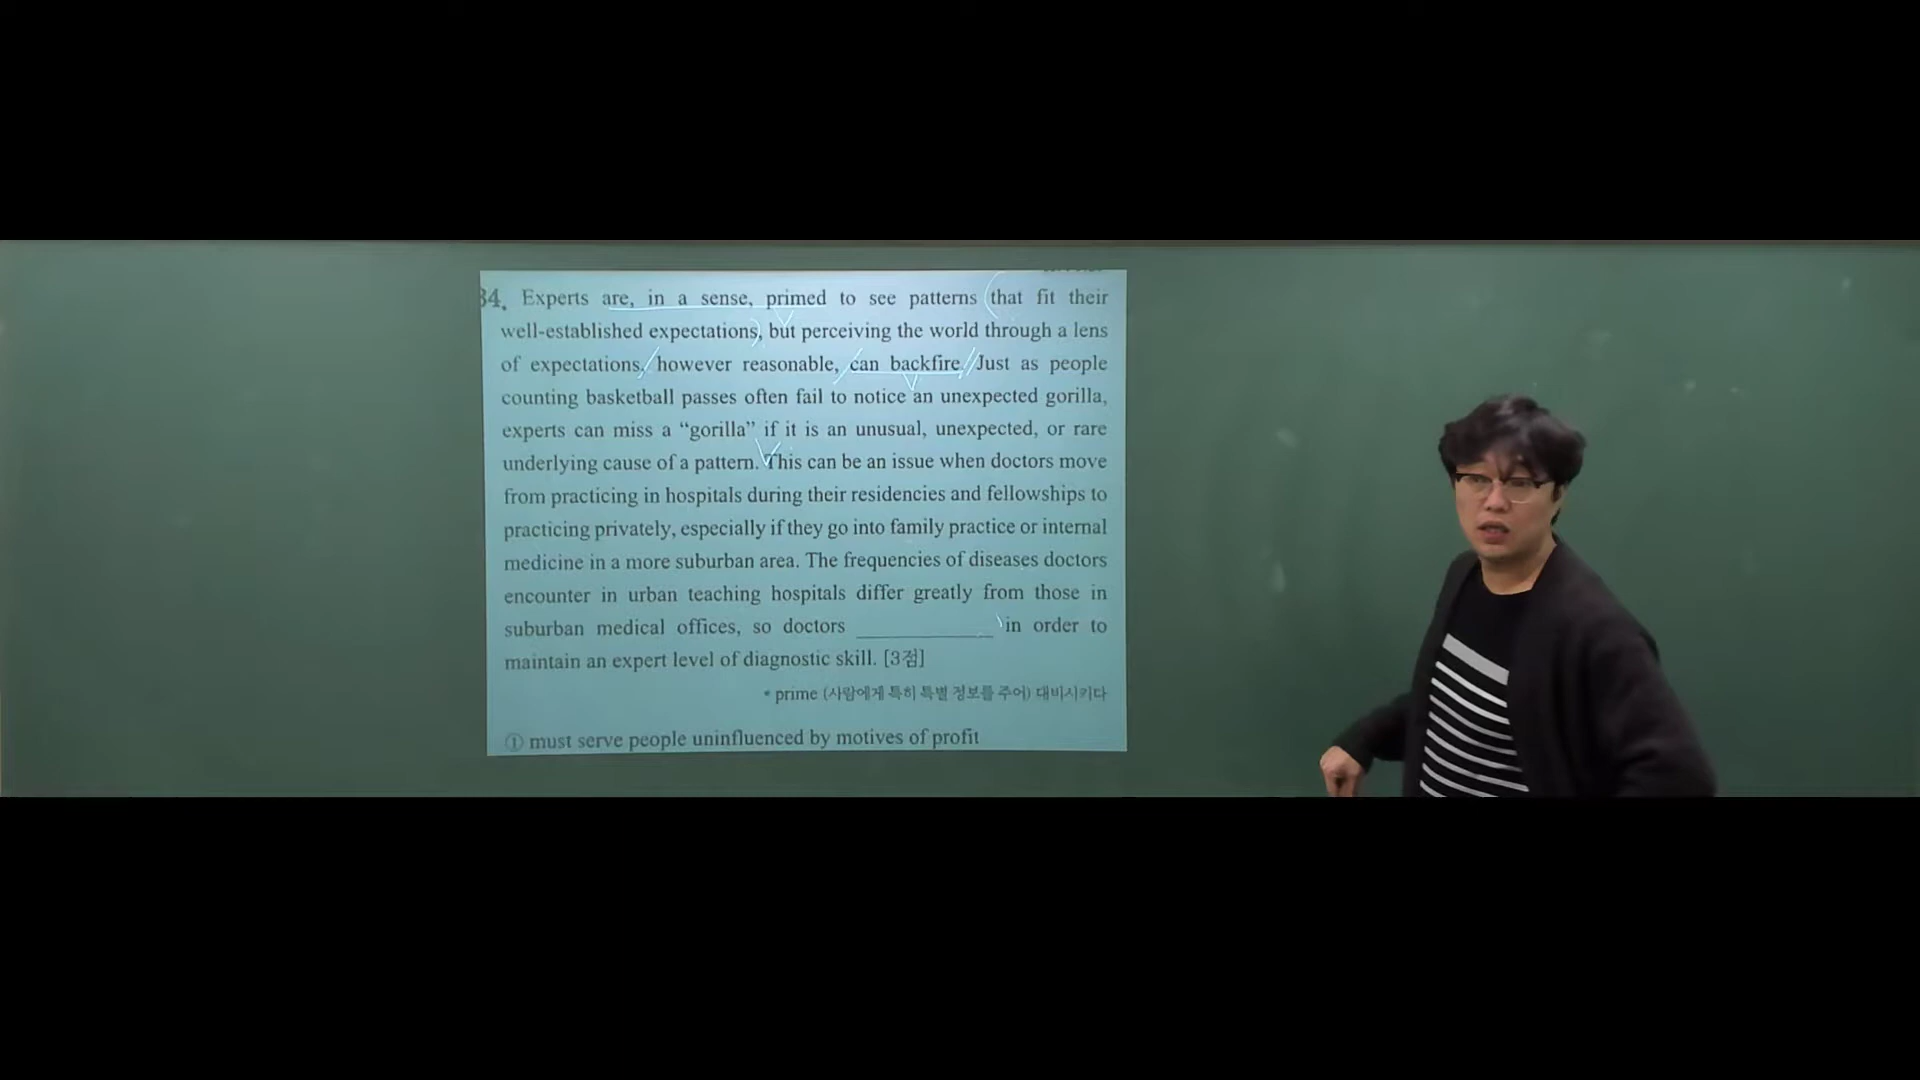 34. Experts are, in a sense, primed to see patterns that fit their
well-established expectations, but perceiving the world through a lens
of expectations, however reasonable, can backfire. Just as people
counting basketball passes often fail to notice an unexpected gorilla,
experts can miss a “gorilla” if it is an unusual, unexpected, or rare
underlying cause of a pattern. This can be an issue when doctors move
from practicing in hospitals during their residencies and fellowships to
practicing privately, especially if they go into family practice or internal
medicine in a more suburban area. The frequencies of diseases doctors
encounter in urban teaching hospitals differ greatly from those in
suburban medical offices, so doctors ____________ in order to
maintain an expert level of diagnostic skill. [3점]
* prime (사람에게 특히 특별 정보를 주어) 대비시키다
① must serve people uninfluenced by motives of profit